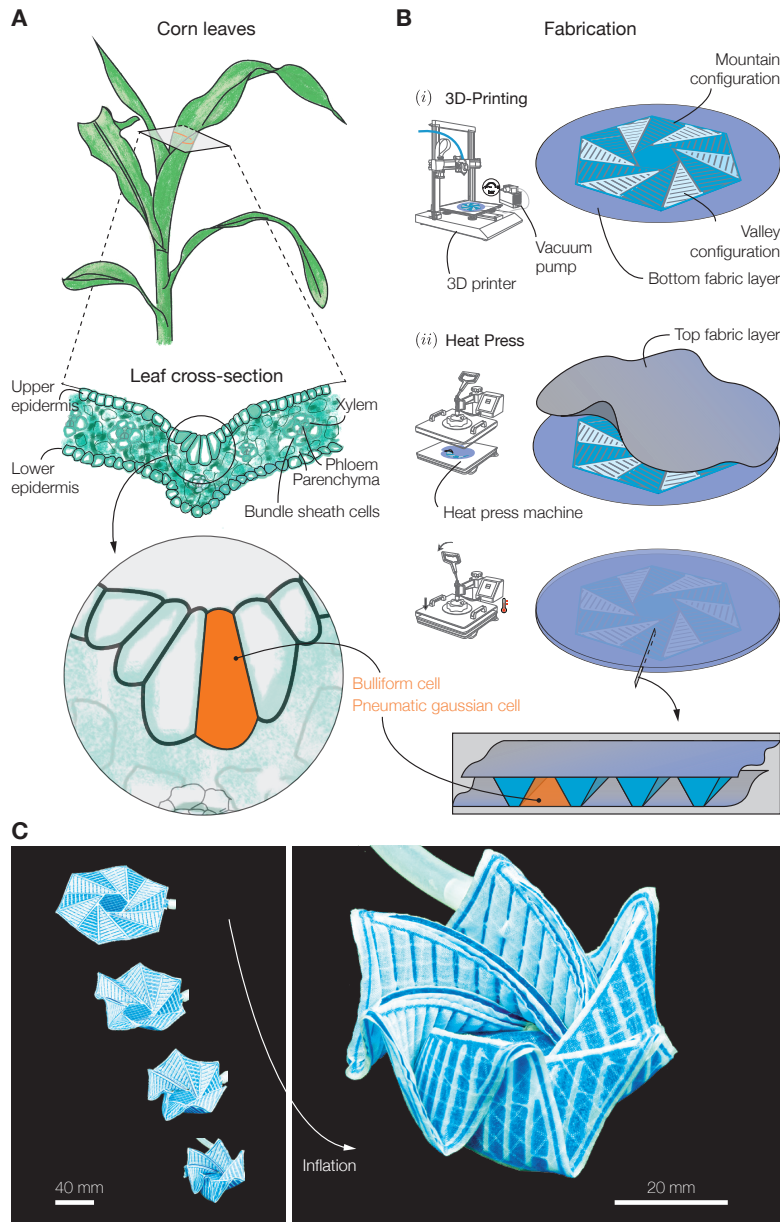 A
Corn leaves
Leaf cross-section
Upper
epidermis
Xylem
Lower
epidermis
Phloem
Parenchyma
Bundle sheath cells
Bulliform cell
Pneumatic gaussian cell
B
Fabrication
Mountain
configuration
(i) 3D-Printing
Valley
configuration
Vacuum
pump
3D printer
Bottom fabric layer
(ii) Heat Press
Top fabric layer
Heat press machine
C
40 mm
Inflation
20 mm